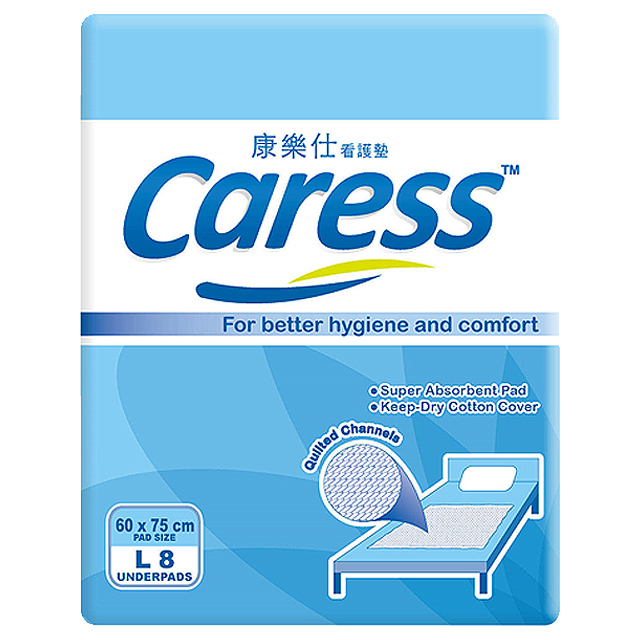 康樂仕看護墊
Caress™
For better hygiene and comfort
• Super Absorbent Pad
• Keep-Dry Cotton Cover
Quilted Channels
60 x 75 cm
PAD SIZE
L 8
UNDERPADS